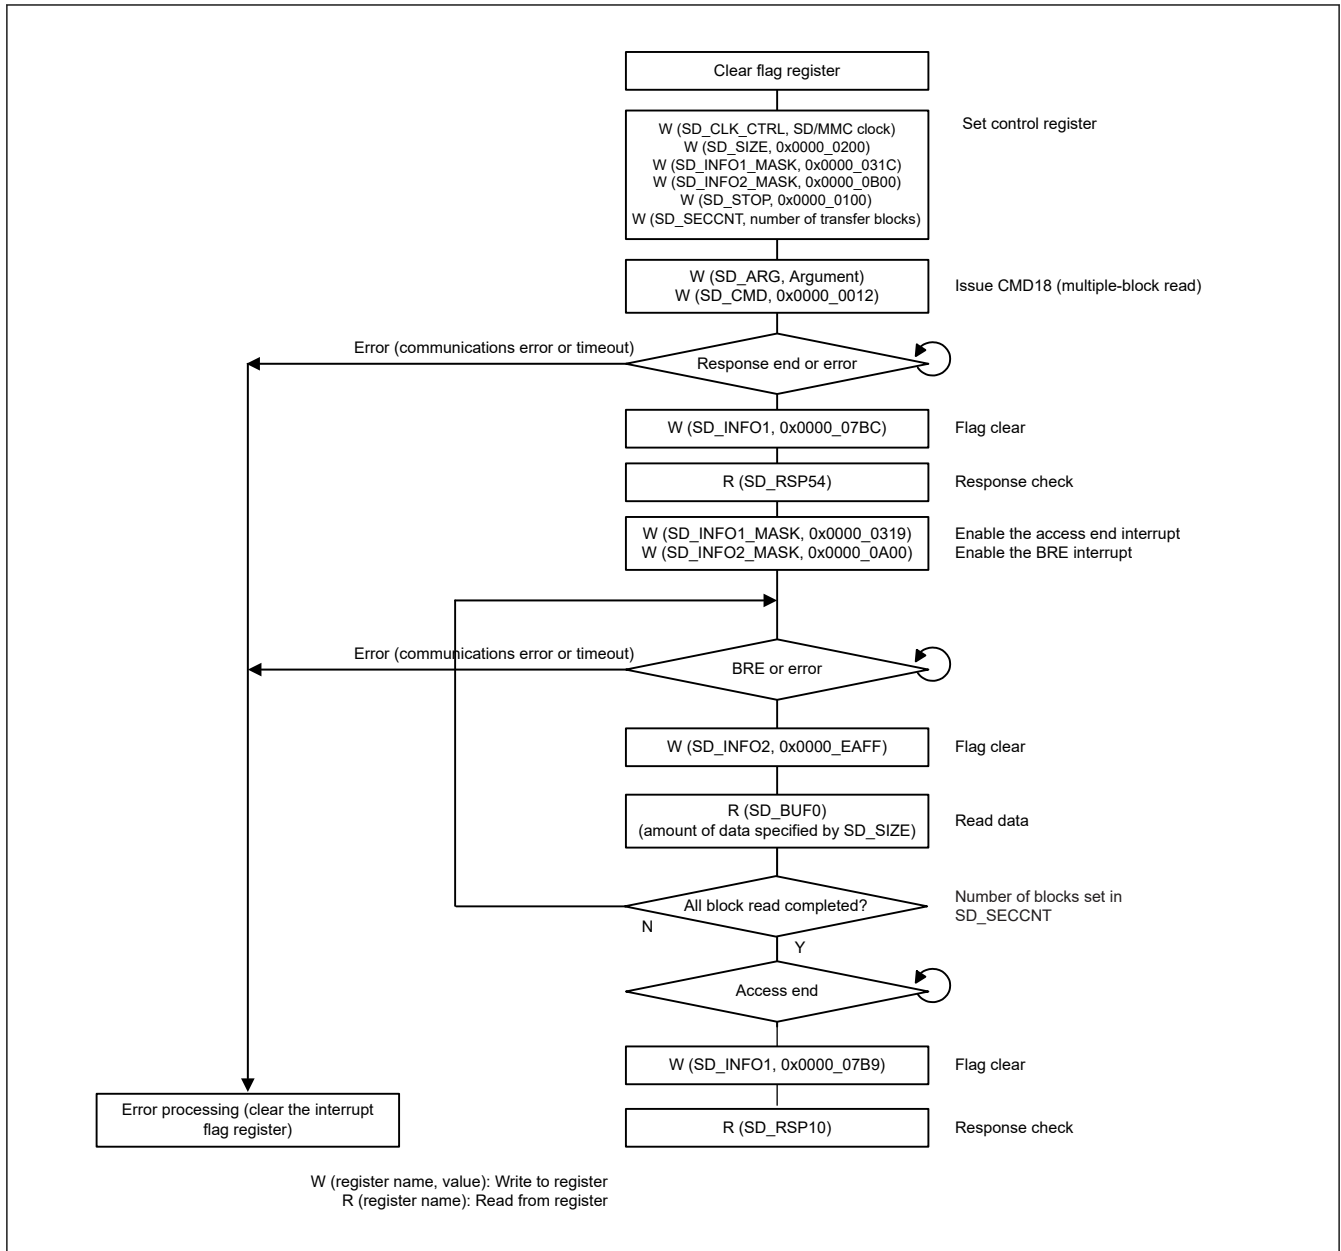 Clear flag register
W (SD_CLK_CTRL, SD/MMC clock)
W (SD_SIZE, 0x0000_0200)
W (SD_INFO1_MASK, 0x0000_031C)
W (SD_INFO2_MASK, 0x0000_0B00)
W (SD_STOP, 0x0000_0100)
W (SD_SECCNT, number of transfer blocks)
Set control register
W (SD_ARG, Argument)
W (SD_CMD, 0x0000_0012)
Issue CMD18 (multiple-block read)
Error (communications error or timeout)
Response end or error
W (SD_INFO1, 0x0000_07BC)
Flag clear
R (SD_RSP54)
Response check
W (SD_INFO1_MASK, 0x0000_0319)
W (SD_INFO2_MASK, 0x0000_0A00)
Enable the access end interrupt
Enable the BRE interrupt
Error (communications error or timeout)
BRE or error
W (SD_INFO2, 0x0000_EAFF)
Flag clear
R (SD_BUF0)
(amount of data specified by SD_SIZE)
Read data
All block read completed?
Number of blocks set in
SD_SECCNT
N
Y
Access end
W (SD_INFO1, 0x0000_07B9)
Flag clear
Error processing (clear the interrupt
flag register)
R (SD_RSP10)
Response check
W (register name, value): Write to register
R (register name): Read from register